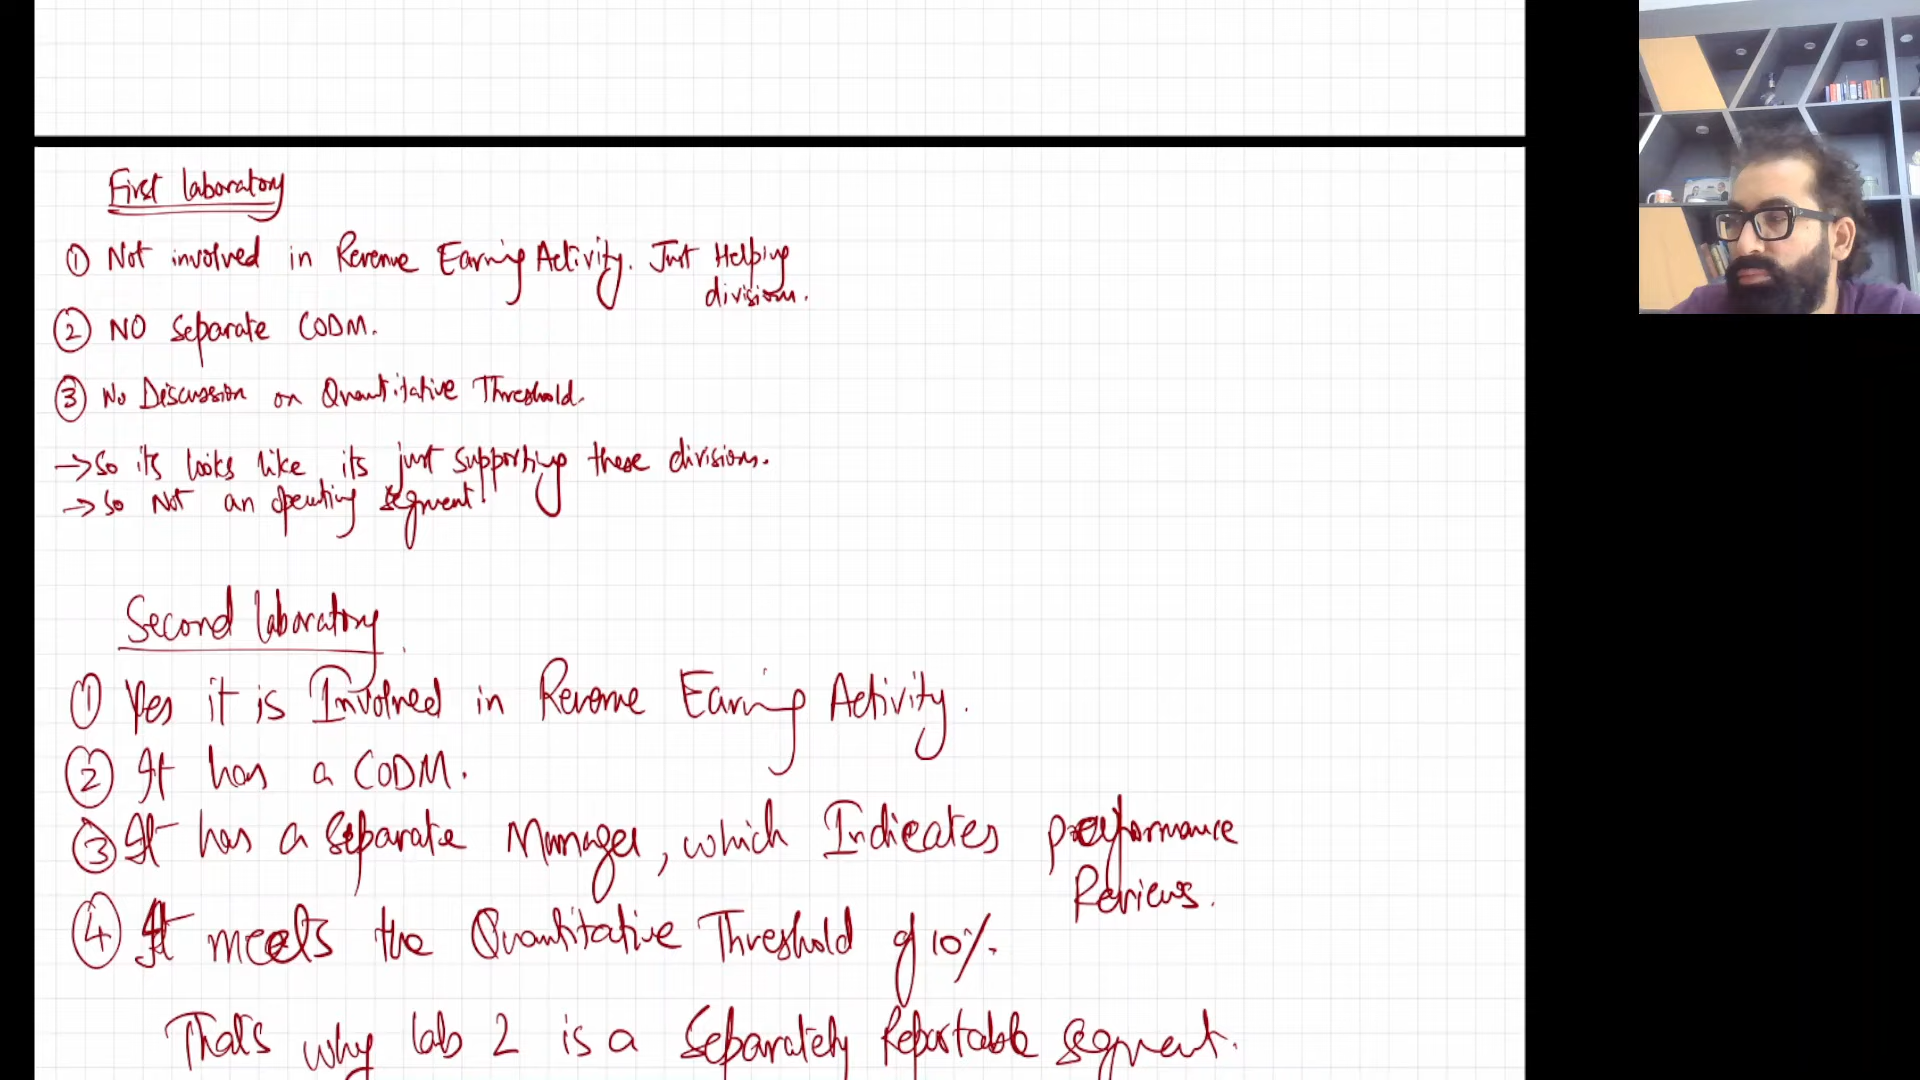 First laboratory
① Not involved in Revenue Earning Activity. Just Helping
divisions.
② NO Separate CODM.
③ No Discussion on Quantitative Threshold.
→ So its looks like its just supporting these divisions.
→ So Not an operating segment!
Second laboratory
① Yes it is Involved in Revenue Earning Activity.
② It has a CODM.
③ It has a Separate Manager, which Indicates performance
Reviews.
④ It meets the Quantitative Threshold of 10%.
That's why lab 2 is a Separately Reportable segment.